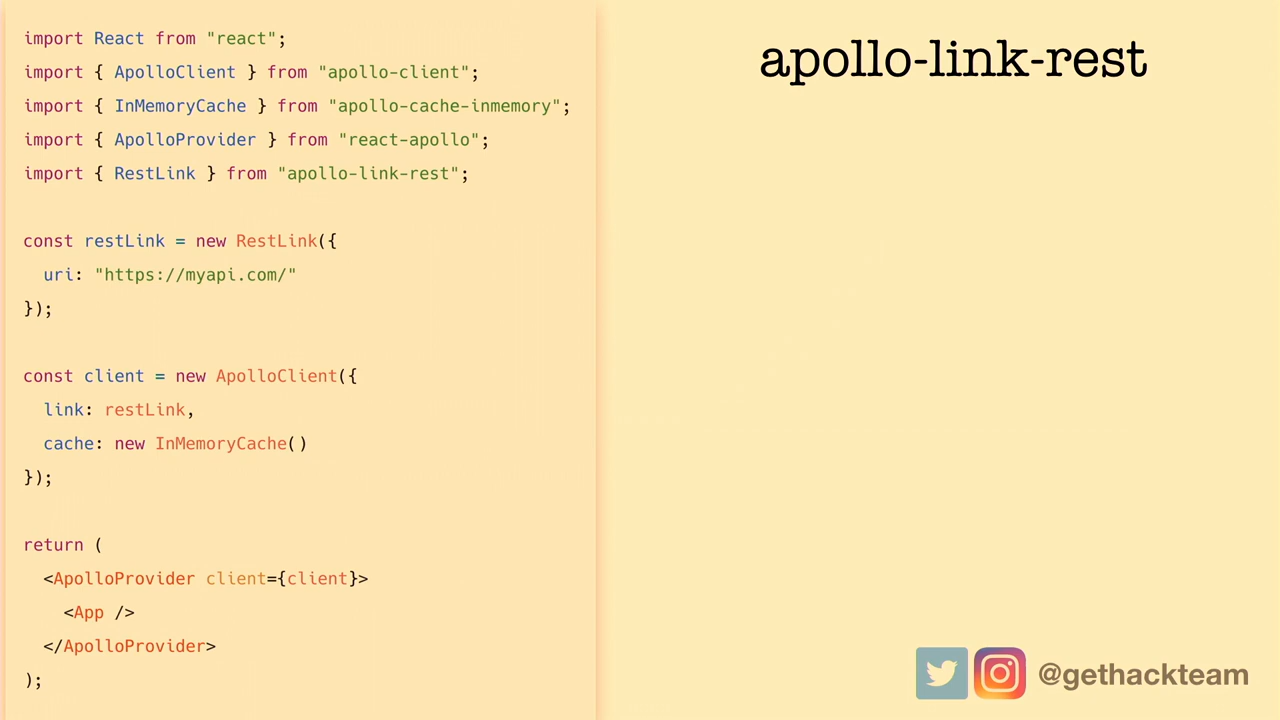 import React from "react";
import { ApolloClient } from "apollo-client";
import { InMemoryCache } from "apollo-cache-inmemory";
import { ApolloProvider } from "react-apollo";
import { RestLink } from "apollo-link-rest";

const restLink = new RestLink({
  uri: "https://myapi.com/"
});

const client = new ApolloClient({
  link: restLink,
  cache: new InMemoryCache()
});

return (
  <ApolloProvider client={client}>
    <App />
  </ApolloProvider>
);
apollo-link-rest
@gethackteam